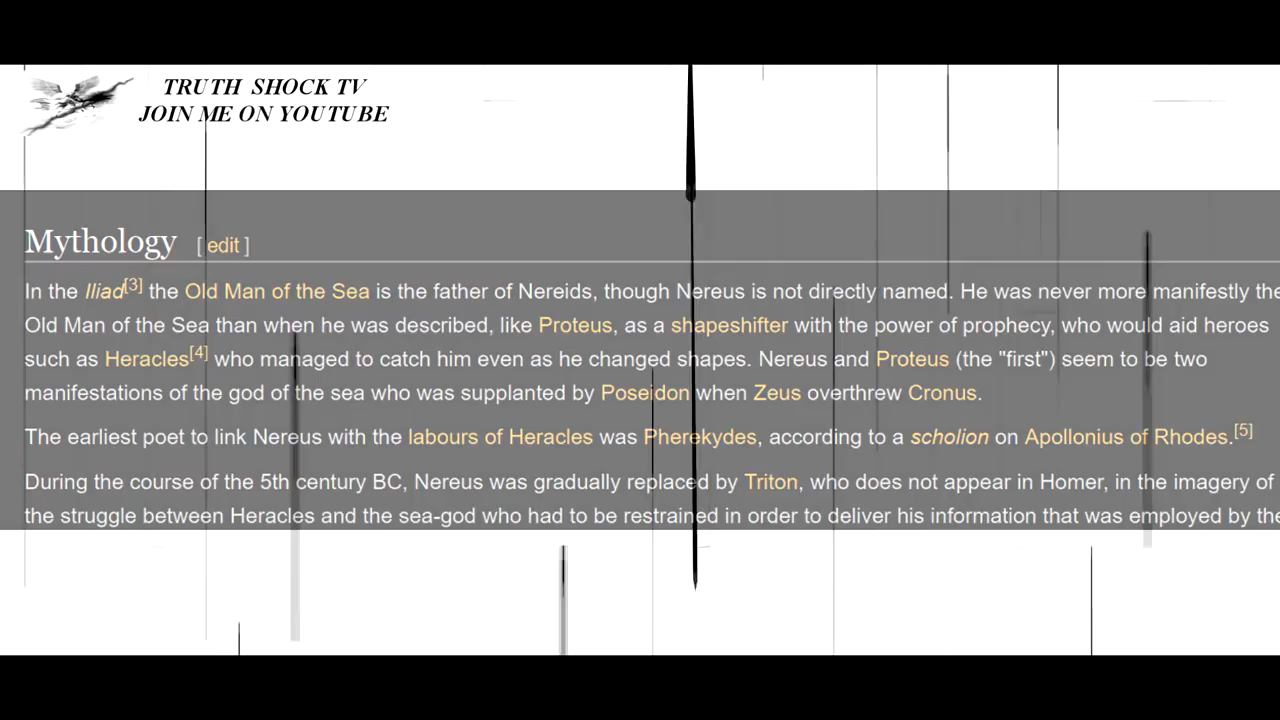 TRUTH SHOCK TV
JOIN ME ON YOUTUBE
Mythology [ edit ]
In the Iliad[3] the Old Man of the Sea is the father of Nereids, though Nereus is not directly named. He was never more manifestly the
Old Man of the Sea than when he was described, like Proteus, as a shapeshifter with the power of prophecy, who would aid heroes
such as Heracles[4] who managed to catch him even as he changed shapes. Nereus and Proteus (the "first") seem to be two
manifestations of the god of the sea who was supplanted by Poseidon when Zeus overthrew Cronus.
The earliest poet to link Nereus with the labours of Heracles was Pherekydes, according to a scholion on Apollonius of Rhodes.[5]
During the course of the 5th century BC, Nereus was gradually replaced by Triton, who does not appear in Homer, in the imagery of
the struggle between Heracles and the sea-god who had to be restrained in order to deliver his information that was employed by the